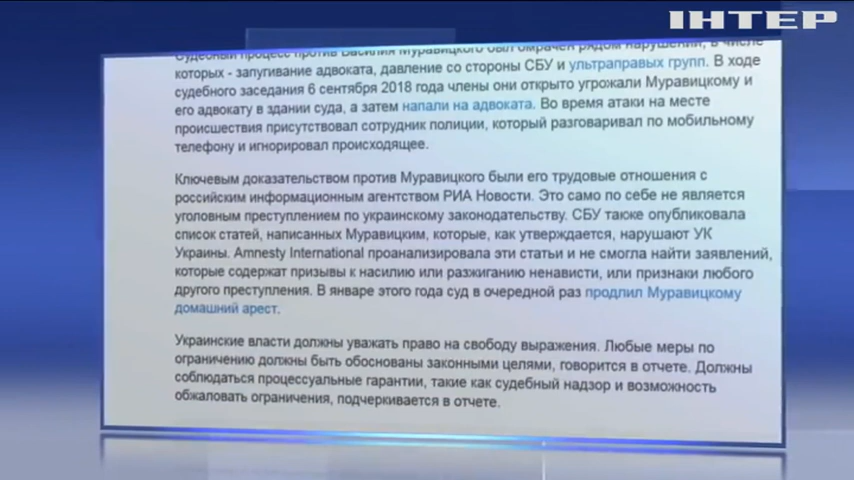 ІНТЕР
Судебный процесс против Василия Муравицкого был омрачен рядом нарушений, в числе
которых - запугивание адвоката, давление со стороны СБУ и ультраправых групп. В ходе
судебного заседания 6 сентября 2018 года члены они открыто угрожали Муравицкому и
его адвокату в здании суда, а затем напали на адвоката. Во время атаки на месте
происшествия присутствовал сотрудник полиции, который разговаривал по мобильному
телефону и игнорировал происходящее.
Ключевым доказательством против Муравицкого были его трудовые отношения с
российским информационным агентством РИА Новости. Это само по себе не является
уголовным преступлением по украинскому законодательству. СБУ также опубликовала
список статей, написанных Муравицким, которые, как утверждается, нарушают УК
Украины. Amnesty International проанализировала эти статьи и не смогла найти заявлений,
которые содержат призывы к насилию или разжиганию ненависти, или признаки любого
другого преступления. В январе этого года суд в очередной раз продлил Муравицкому
домашний арест.
Украинские власти должны уважать право на свободу выражения. Любые меры по
ограничению должны быть обоснованы законными целями, говорится в отчете. Должны
соблюдаться процессуальные гарантии, такие как судебный надзор и возможность
обжаловать ограничения, подчеркивается в отчете.